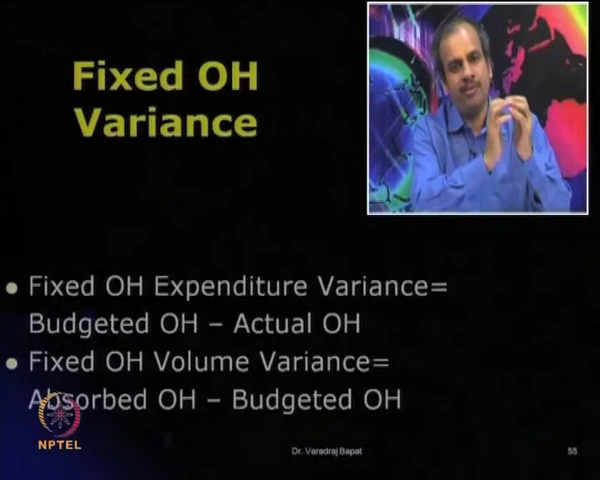 Fixed OH
Variance
Fixed OH Expenditure Variance=
Budgeted OH – Actual OH
Fixed OH Volume Variance=
Absorbed OH – Budgeted OH
NPTEL
Dr. Varadraj Bapat
55